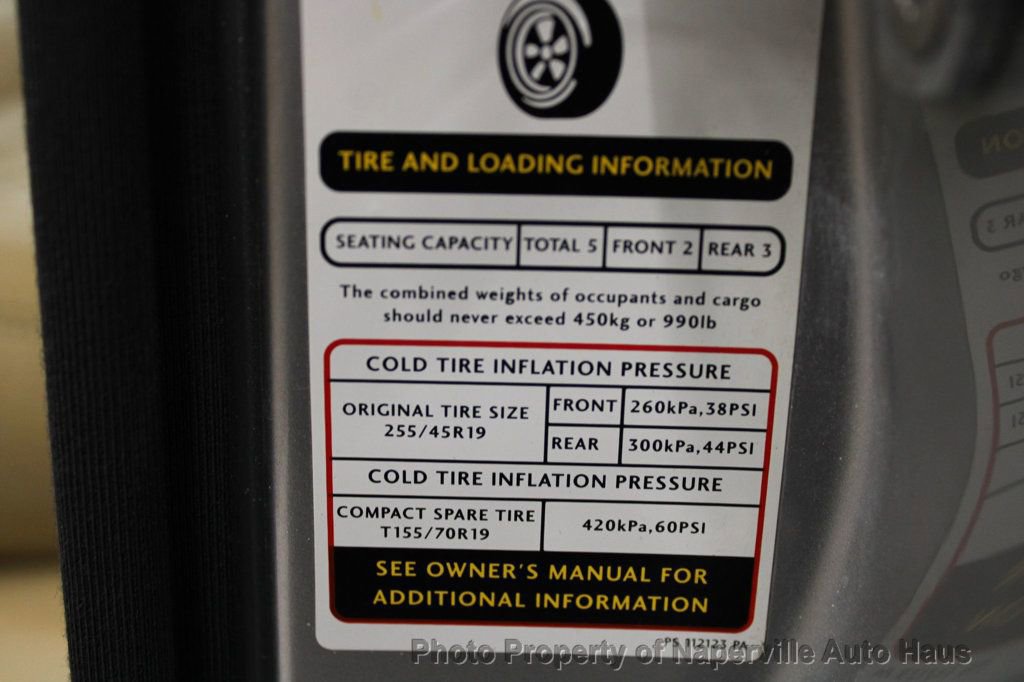 TIRE AND LOADING INFORMATION
SEATING CAPACITY TOTAL 5 FRONT 2 REAR 3
The combined weights of occupants and cargo
should never exceed 450kg or 990lb
COLD TIRE INFLATION PRESSURE
ORIGINAL TIRE SIZE
255/45R19
FRONT 260kPa,38PSI
REAR 300kPa,44PSI
COLD TIRE INFLATION PRESSURE
COMPACT SPARE TIRE
T155/70R19
420kPa,60PSI
SEE OWNER'S MANUAL FOR
ADDITIONAL INFORMATION
Photo Property of Naperville Auto Haus